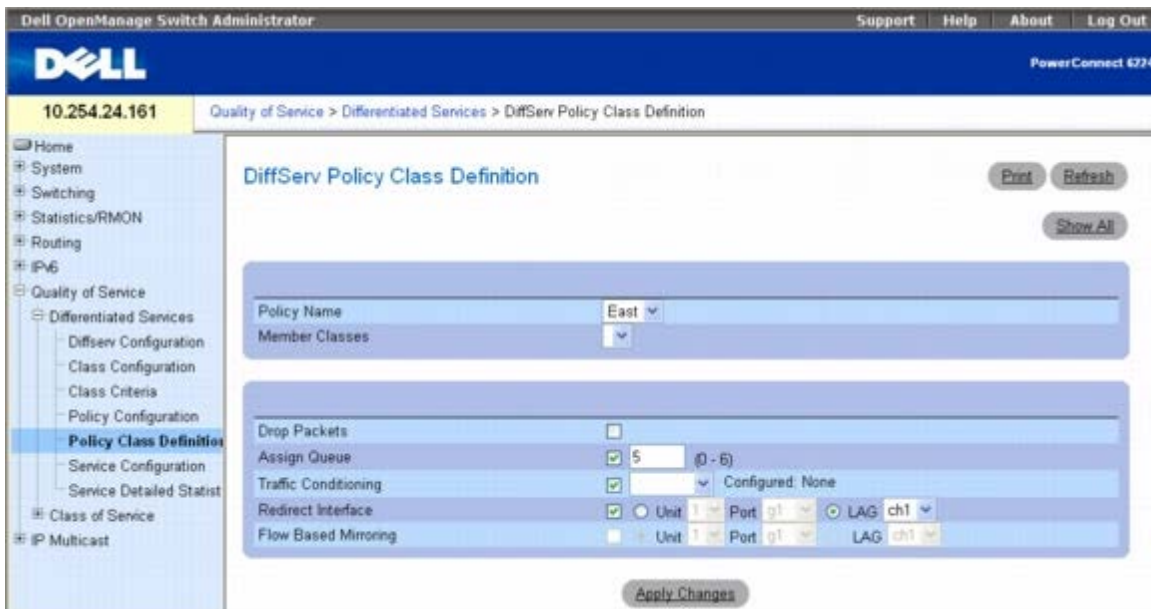 Dell OpenManage Switch Administrator Support Help About Log Out
DELL
PowerConnect 6224
10.254.24.161
Quality of Service > Differentiated Services > DiffServ Policy Class Definition
Home
System
Switching
Statistics/RMON
Routing
IPv6
Quality of Service
Differentiated Services
Diffserv Configuration
Class Configuration
Class Criteria
Policy Configuration
Policy Class Definition
Service Configuration
Service Detailed Statist
Class of Service
IP Multicast
DiffServ Policy Class Definition
Print Refresh
Show All
Policy Name East
Member Classes
Drop Packets
Assign Queue 5 (0 - 6)
Traffic Conditioning Configured: None
Redirect Interface Unit 1 Port g1 LAG ch1
Flow Based Mirroring Unit 1 Port g1 LAG ch1
Apply Changes